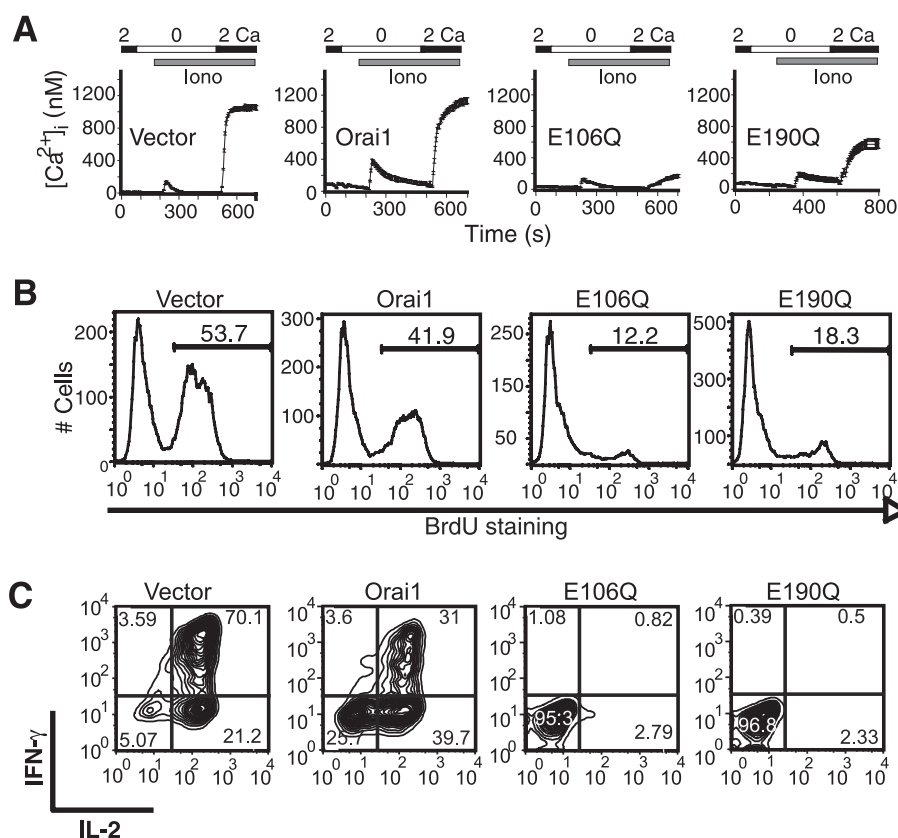 A
2 0 2 Ca
2 0 2 Ca
2 0 2 Ca
2 0 2 Ca
Iono
Iono
Iono
Iono
[Ca2+]i (nM)
1200
800
400
0
Vector
0 300 600
1200
800
400
0
Orai1
0 300 600
1200
800
400
0
E106Q
0 300 600
1200
800
400
0
E190Q
0 200 400 600 800
Time (s)
B
# Cells
Vector
200
100
0
53.7
10^0 10^1 10^2 10^3 10^4
Orai1
300
200
100
41.9
10^0 10^1 10^2 10^3 10^4
E106Q
250
150
50
12.2
10^0 10^1 10^2 10^3 10^4
E190Q
500
300
100
18.3
10^0 10^1 10^2 10^3 10^4
BrdU staining
C
IFN-γ
Vector
10^4
10^3
10^2
10^1
10^0
3.59 70.1
5.07 21.2
10^0 10^1 10^2 10^3 10^4
Orai1
10^4
10^3
10^2
10^1
10^0
3.6 31
25.7 39.7
10^0 10^1 10^2 10^3 10^4
E106Q
10^4
10^3
10^2
10^1
10^0
1.08 0.82
95.3 2.79
10^0 10^1 10^2 10^3 10^4
E190Q
10^4
10^3
10^2
10^1
10^0
0.39 0.5
96.8 2.33
10^0 10^1 10^2 10^3 10^4
IL-2